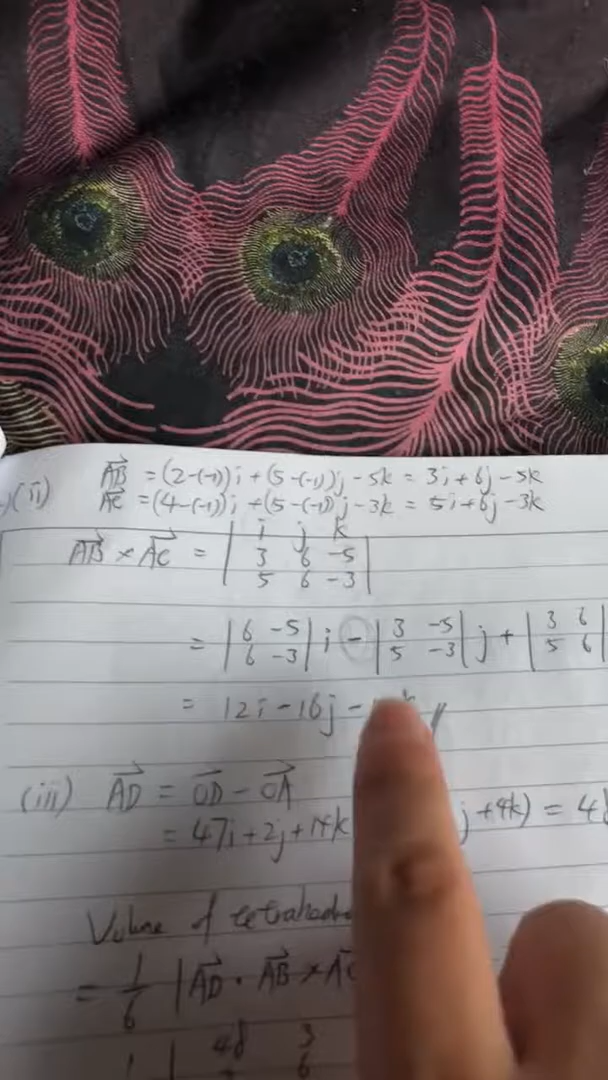 (ii) AB = (2-(-1))i + (5-(-1))j - 5k = 3i + 6j - 5k
AC = (4-(-1))i + (5-(-1))j - 3k = 5i + 6j - 3k
AB × AC = | i j k
3 6 -5
5 6 -3 |
= | 6 -5 | i - | 3 -5 | j + | 3 6 |
6 -3 5 -3 5 6
= 12i - 16j -
(iii) AD = OD - OA
= 47i + 2j + 14k j + 4k) =
Volume of
= 1/6 | AD · AB × AC
48 3
1 | 6